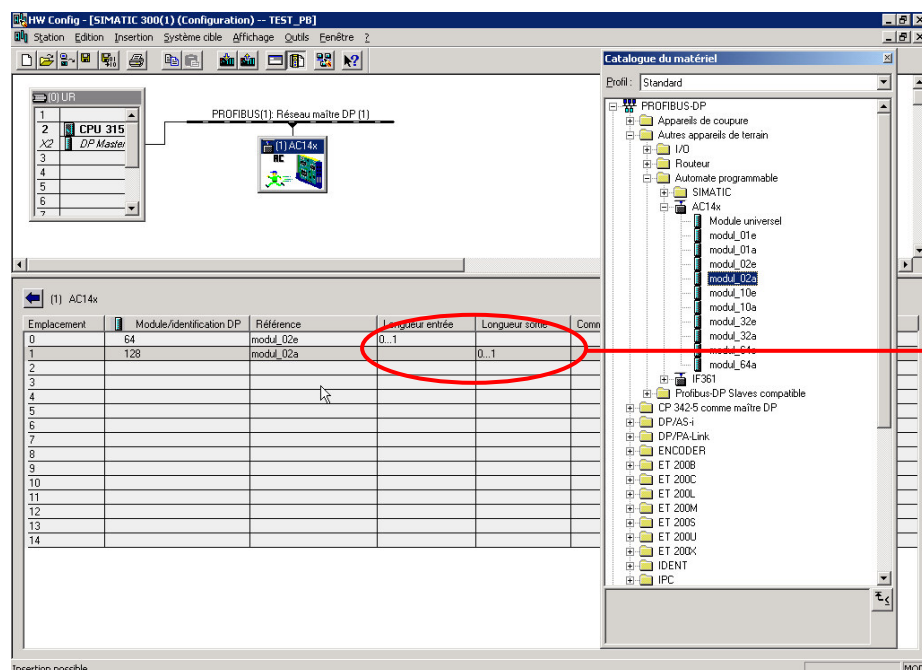 HW Config - [SIMATIC 300(1) (Configuration) -- TEST_PB]
Station Edition Insertion Système cible Affichage Outils Fenêtre ?
(0) UR
1
2 CPU 315
X2 DP Master
3
4
5
6
7
PROFIBUS(1): Réseau maître DP (1)
(1) AC14x
AC
(1) AC14x
Emplacement Module/identification DP Référence Longueur entrée Longueur sortie Comm
0 64 modul_02e 0...1
1 128 modul_02a 0...1
2
3
4
5
6
7
8
9
10
11
12
13
14
Catalogue du matériel
Profil : Standard
PROFIBUS-DP
Appareils de coupure
Autres appareils de terrain
I/O
Routeur
Automate programmable
SIMATIC
AC14x
Module universel
modul_01e
modul_01a
modul_02e
modul_02a
modul_10e
modul_10a
modul_32e
modul_32a
modul_64e
modul_64a
IF361
Profibus-DP Slaves compatible
CP 342-5 comme maître DP
DP/AS-i
DP/PA-Link
ENCODER
ET 200B
ET 200C
ET 200L
ET 200M
ET 200S
ET 200U
ET 200X
IDENT
IPC
Insertion possible